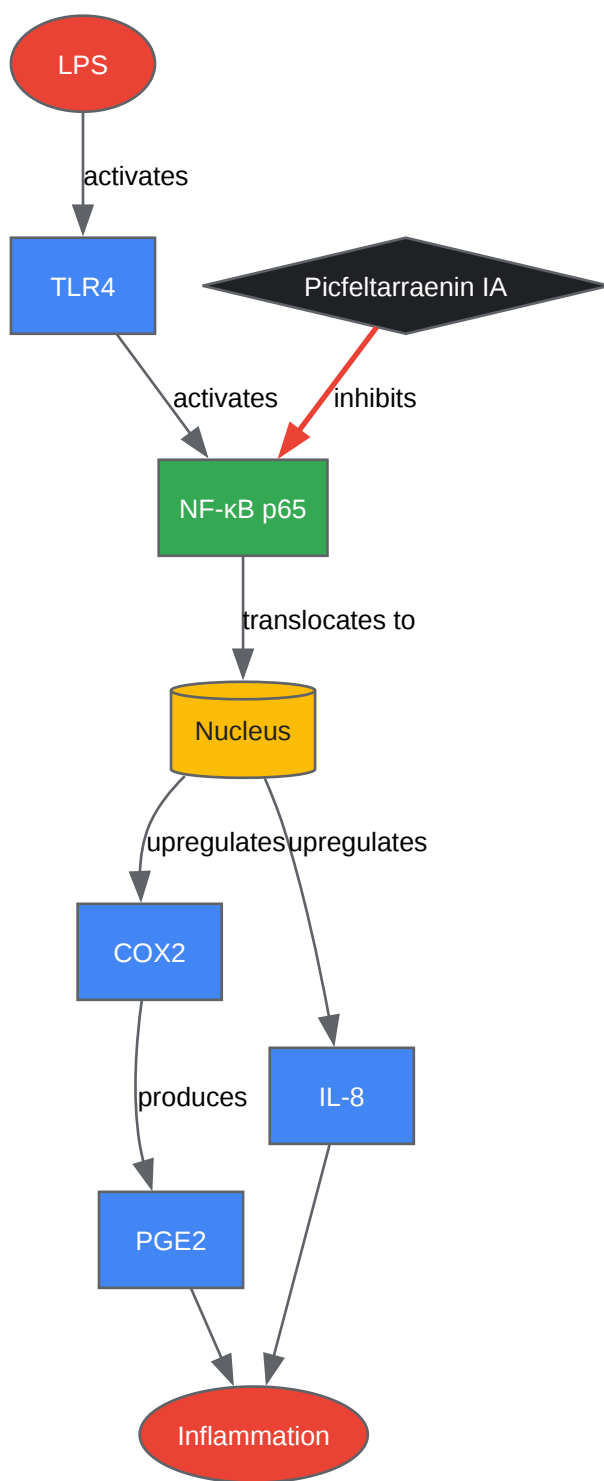 LPS
activates
TLR4
Picfeltarraenin IA
activates
inhibits
NF-κB p65
translocates to
Nucleus
upregulates
upregulates
COX2
produces
IL-8
PGE2
Inflammation